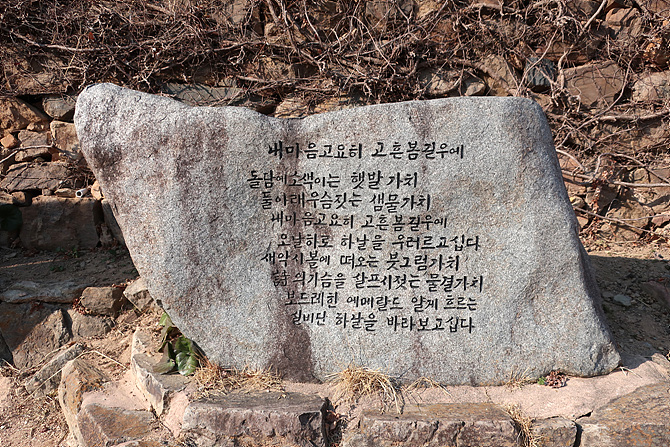 내마음고요히 고흔봄길우에
돌담에소색이는 햇발가치
풀아래우슴짓는 샘물가치
내마음고요히 고흔봄길우에
오날하로 하날을 우러르고십다
새악시볼에 떠오는 붓그럼가치
詩의가슴을 살프시젓는 물결가치
보드레한 에메랄드 얄게 흐르는
실비단 하날을 바라보고십다